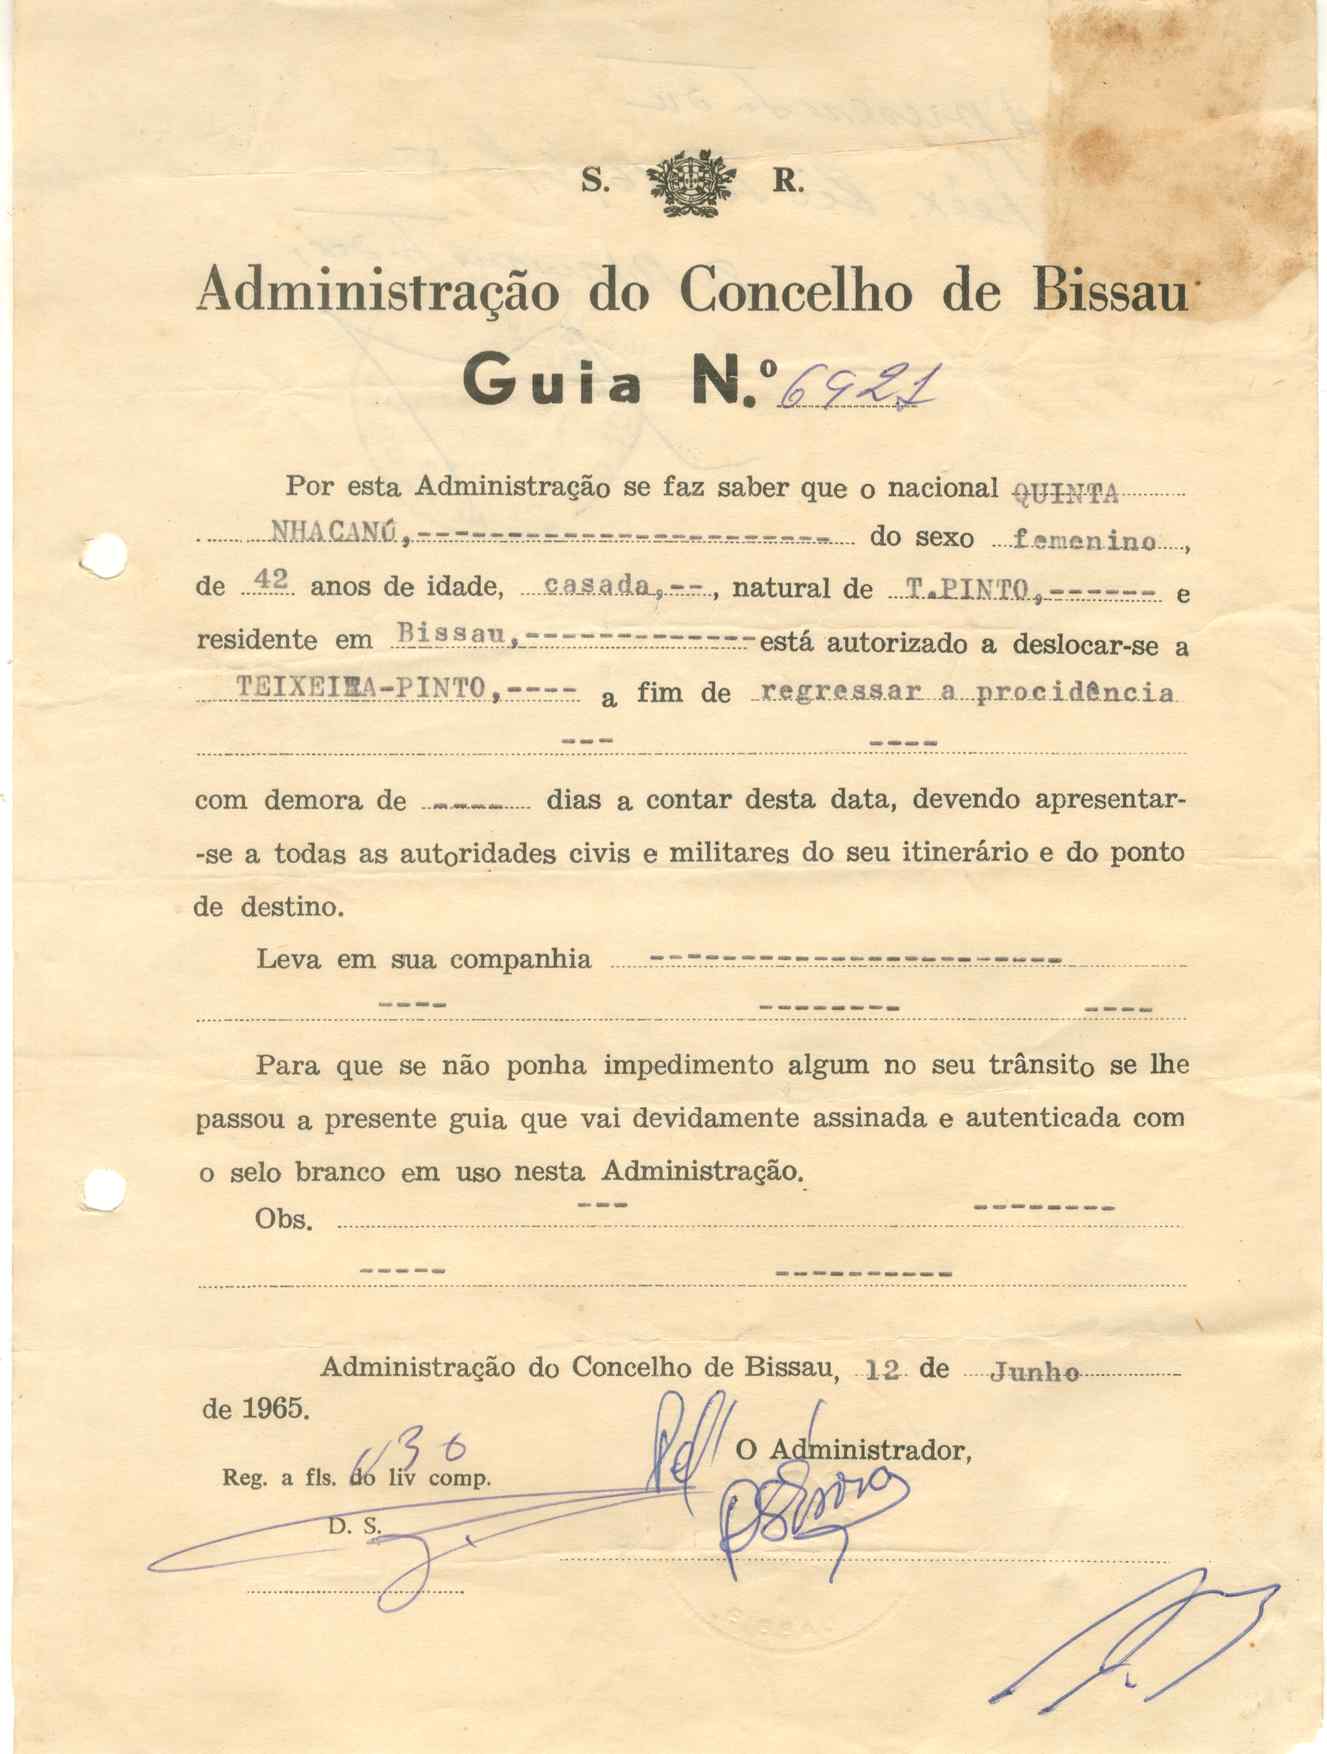 S. R.
Administração do Concelho de Bissau
Guia N.º 6921
Por esta Administração se faz saber que o nacional QUINTA
NHACANÓ,----------------------- do sexo femenino,
de 42 anos de idade, casada,--, natural de T.PINTO,------ e
residente em Bissau,------------- está autorizado a deslocar-se a
TEIXEIRA-PINTO,---- a fim de regressar a procidência
--- ----
com demora de ---- dias a contar desta data, devendo apresentar-
-se a todas as autoridades civis e militares do seu itinerário e do ponto
de destino.
Leva em sua companhia -----------------------
---- -------- ----
Para que se não ponha impedimento algum no seu trânsito se lhe
passou a presente guia que vai devidamente assinada e autenticada com
o selo branco em uso nesta Administração.
Obs. --- --------
----- ----------
Administração do Concelho de Bissau, 12 de Junho
de 1965.
O Administrador,
Reg. a fls. do liv comp.
D. S.